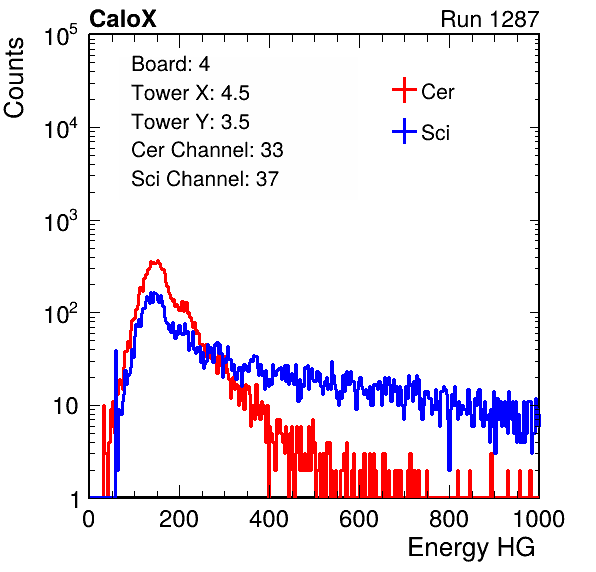 CaloX Run 1287
Counts
Board: 4
Tower X: 4.5
Tower Y: 3.5
Cer Channel: 33
Sci Channel: 37
Cer
Sci
10^5
10^4
10^3
10^2
10
1
0 200 400 600 800 1000
Energy HG